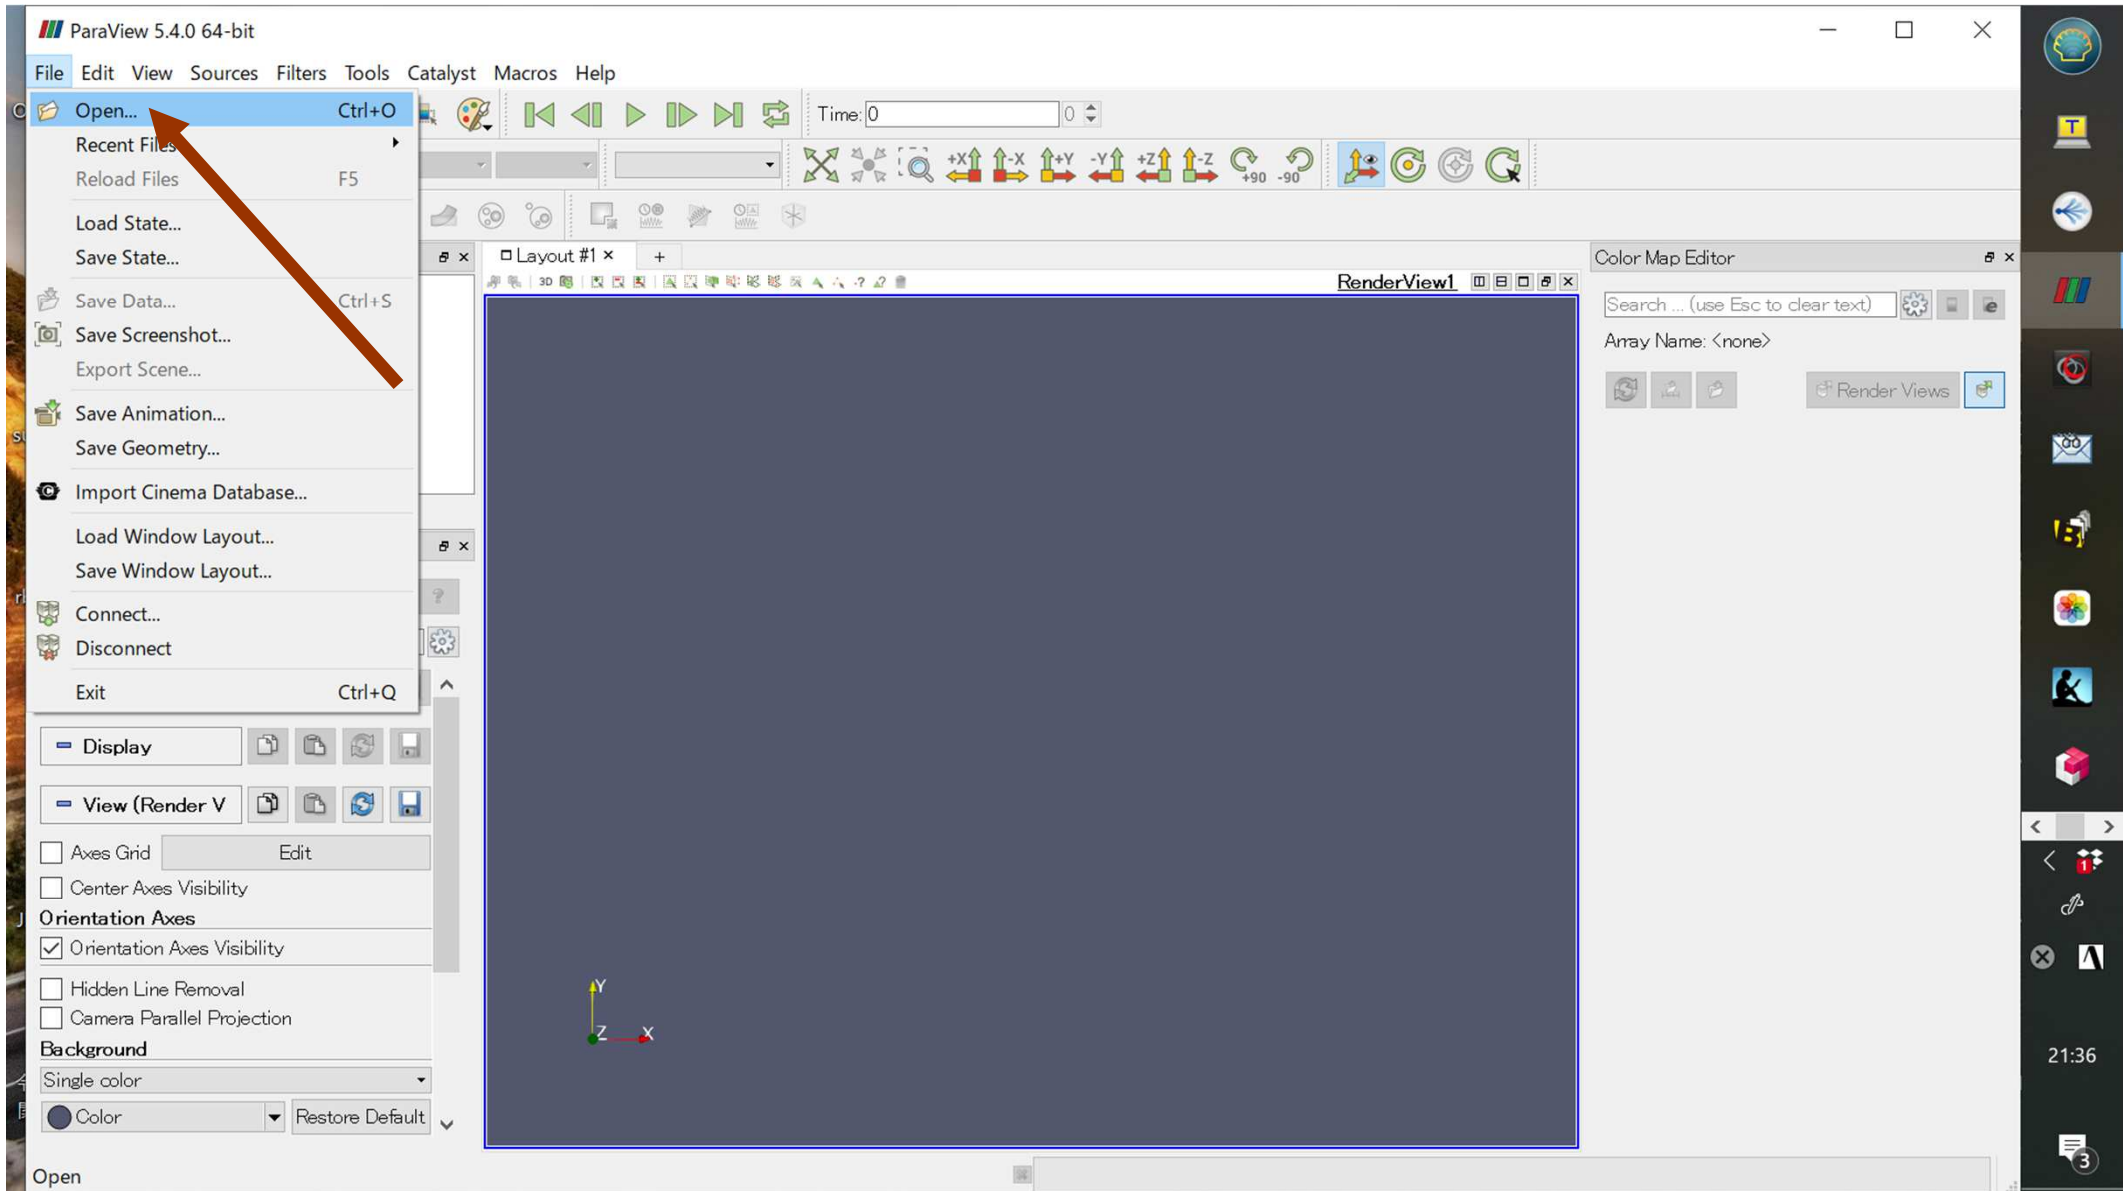 ParaView 5.4.0 64-bit
File Edit View Sources Filters Tools Catalyst Macros Help
Open... Ctrl+O
Time: 0 0
Recent Files
+X -X +Y -Y +Z -Z +90 -90
Reload Files F5
Load State...
Save State...
Layout #1 × +
Color Map Editor
3D
RenderView1
Save Data... Ctrl+S
Search ... (use Esc to clear text)
Save Screenshot...
Array Name: <none>
Export Scene...
Render Views
Save Animation...
Save Geometry...
Import Cinema Database...
Load Window Layout...
Save Window Layout...
Connect...
Disconnect
Exit Ctrl+Q
Display
View (Render V
Axes Grid Edit
Center Axes Visibility
Orientation Axes
Orientation Axes Visibility
Hidden Line Removal
Y
Camera Parallel Projection
Z X
Background
21:36
Single color
Color Restore Default
3
Open